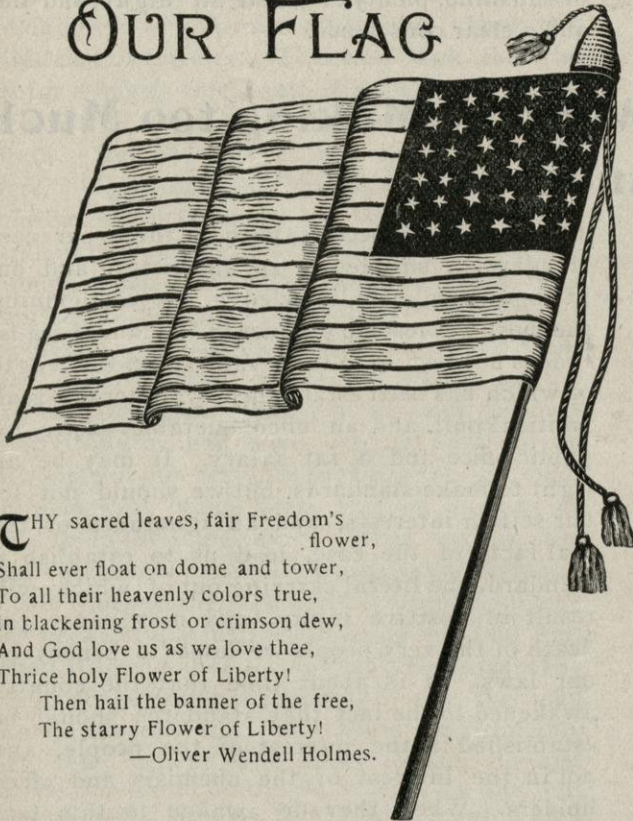 OUR FLAG
too Much
THY sacred leaves, fair Freedom's
flower,
Shall ever float on dome and tower,
To all their heavenly colors true,
In blackening frost or crimson dew,
And God love us as we love thee,
Thrice holy Flower of Liberty!
Then hail the banner of the free,
The starry Flower of Liberty!
—Oliver Wendell Holmes.